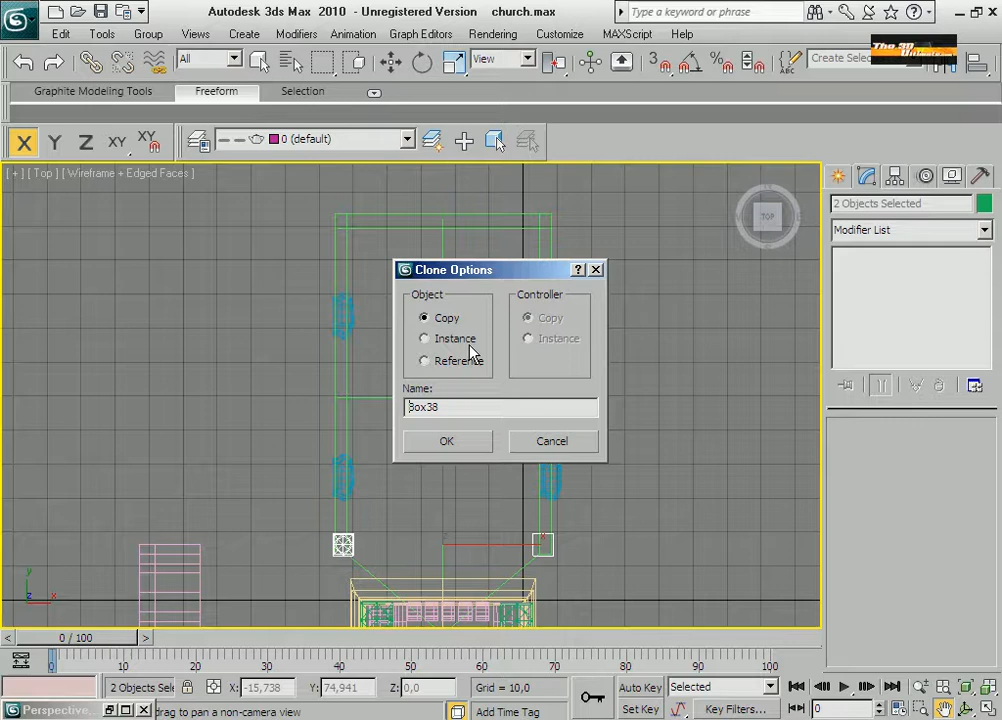 Autodesk 3ds Max 2010 - Unregistered Version church.max
Type a keyword or phrase
Edit Tools Group Views Create Modifiers Animation Graph Editors Rendering Customize MAXScript Help
All View 3 % ABC Create Sele
Graphite Modeling Tools Freeform Selection
X Y Z XY XY 0 (default)
[ + ] [ Top ] [ Wireframe + Edged Faces ]
TOP
2 Objects Selected
Modifier List
Clone Options
Object Controller
Copy Copy
Instance Instance
Reference
Name:
Box38
OK Cancel
y
z x
x
0 / 100
0 10 20 30 40 50 60 70 80 90 100
2 Objects Sele X: -15,738 Y: 74,941 Z: 0,0 Grid = 10,0 Auto Key Selected
Perspective drag to pan a non-camera view Add Time Tag Set Key Key Filters... 0